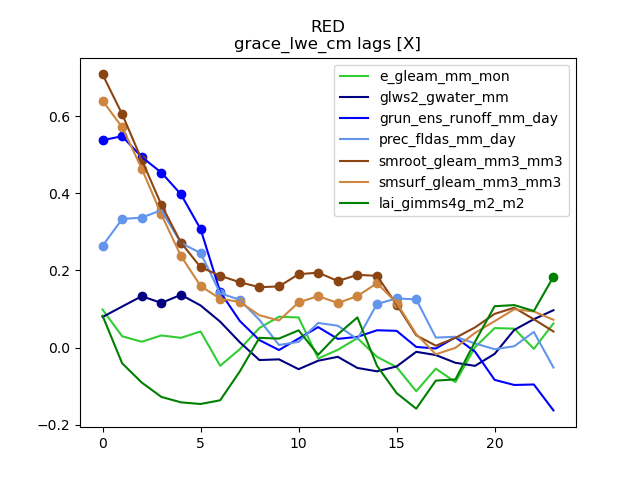 RED
grace_lwe_cm lags [X]
e_gleam_mm_mon
glws2_gwater_mm
grun_ens_runoff_mm_day
prec_fldas_mm_day
smroot_gleam_mm3_mm3
smsurf_gleam_mm3_mm3
lai_gimms4g_m2_m2
0.6
0.4
0.2
0.0
−0.2
0 5 10 15 20